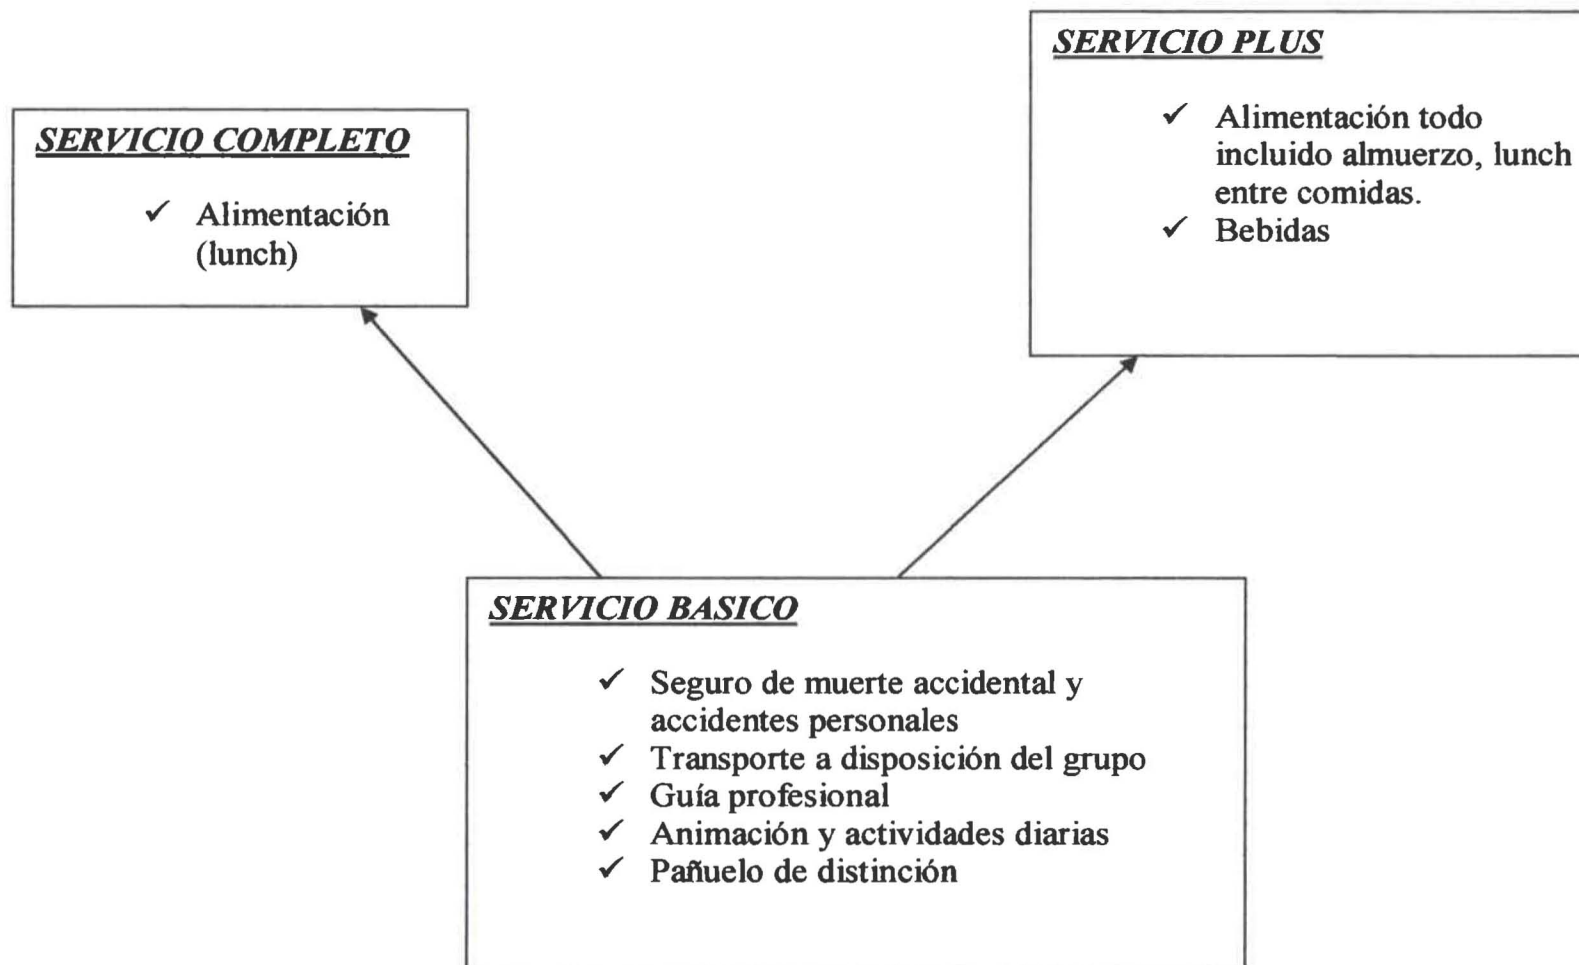 SERVICIO PLUS
✓ Alimentación todo
incluido almuerzo, lunch
entre comidas.
✓ Bebidas
SERVICIO COMPLETO
✓ Alimentación
(lunch)
SERVICIO BASICO
✓ Seguro de muerte accidental y
accidentes personales
✓ Transporte a disposición del grupo
✓ Guía profesional
✓ Animación y actividades diarias
✓ Pañuelo de distinción